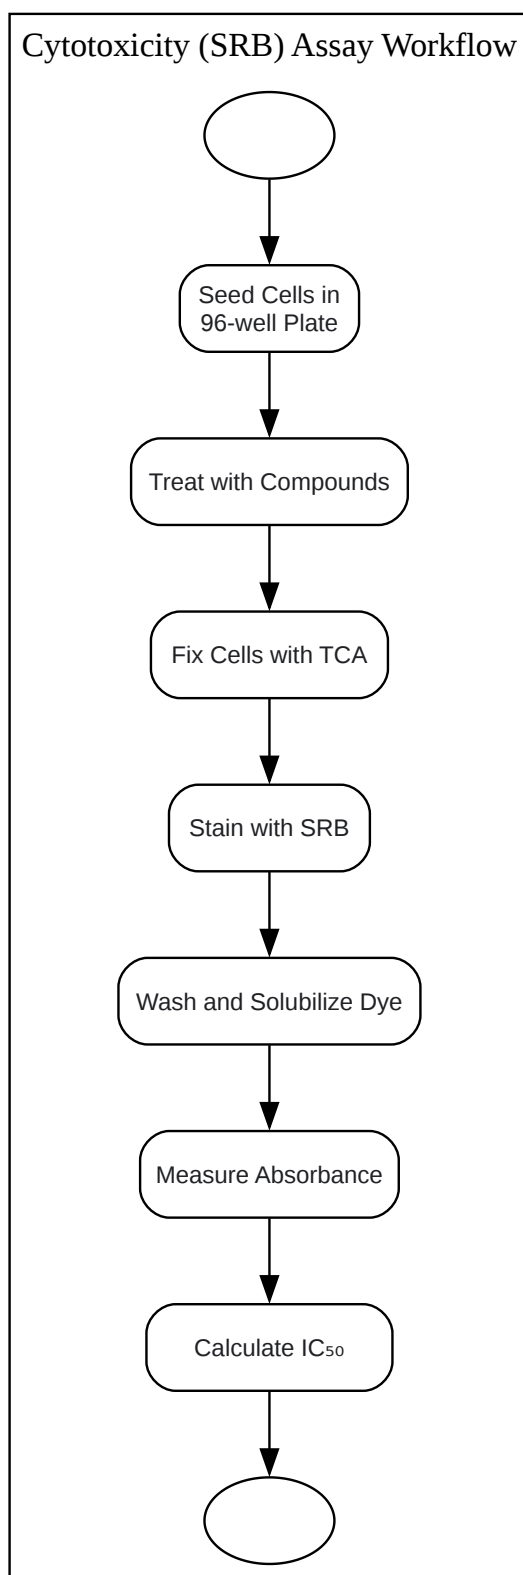 Cytotoxicity (SRB) Assay Workflow
Seed Cells in
96-well Plate
Treat with Compounds
Fix Cells with TCA
Stain with SRB
Wash and Solubilize Dye
Measure Absorbance
Calculate IC₅₀